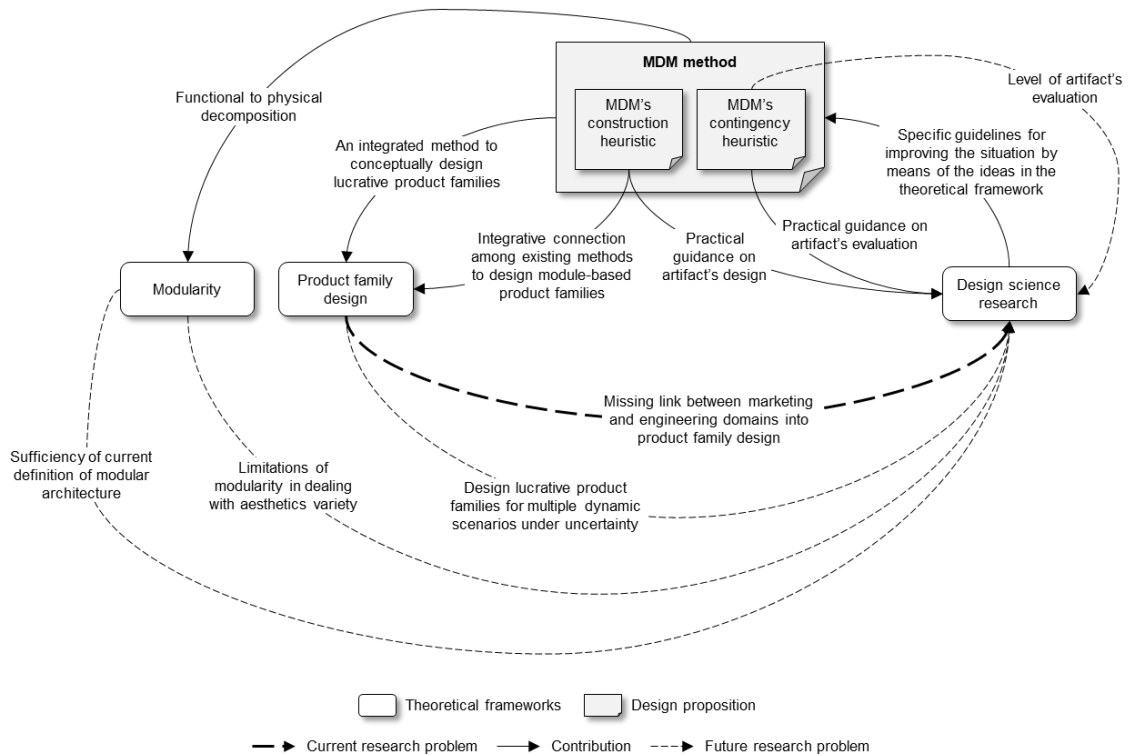 MDM method
MDM's
construction
heuristic
MDM's
contingency
heuristic
Level of artifact's
evaluation
Functional to physical
decomposition
An integrated method to
conceptually design
lucrative product families
Specific guidelines for
improving the situation by
means of the ideas in the
theoretical framework
Integrative connection
among existing methods
to design module-based
product families
Practical
guidance on
artifact's design
Practical guidance on
artifact's evaluation
Modularity
Product family
design
Design science
research
Missing link between marketing
and engineering domains into
product family design
Sufficiency of current
definition of modular
architecture
Limitations of
modularity in dealing
with aesthetics variety
Design lucrative product
families for multiple dynamic
scenarios under uncertainty
Theoretical frameworks
Design proposition
Current research problem
Contribution
Future research problem